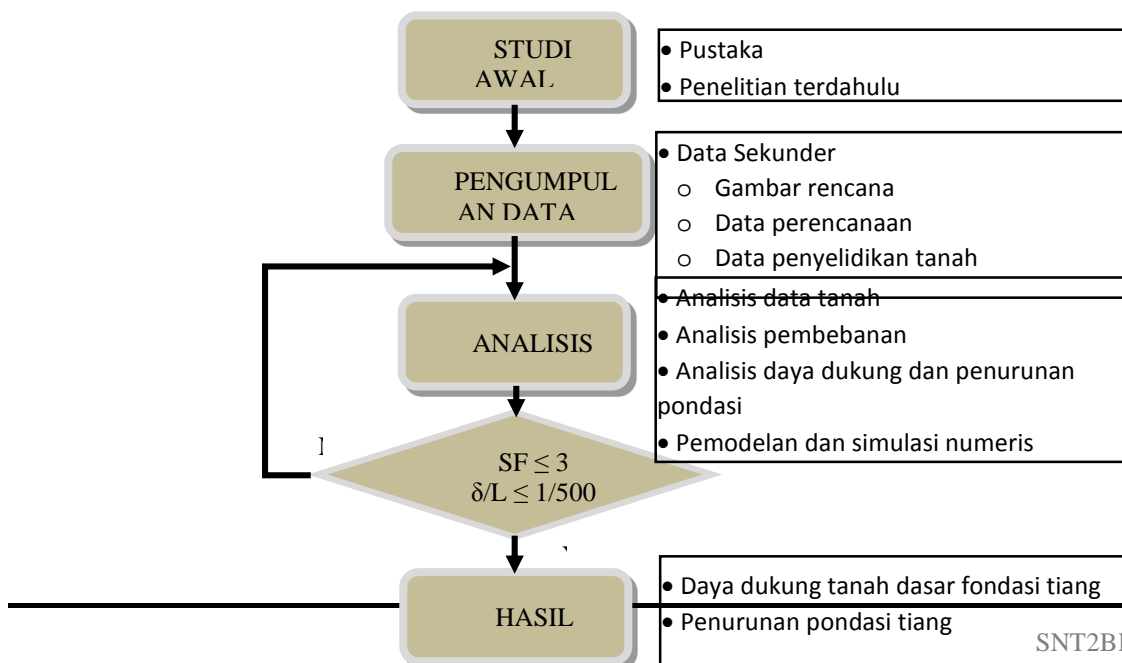 STUDI
AWAL
• Pustaka
• Penelitian terdahulu
PENGUMPUL
AN DATA
• Data Sekunder
o Gambar rencana
o Data perencanaan
o Data penyelidikan tanah
ANALISIS
• Analisis data tanah
• Analisis pembebanan
• Analisis daya dukung dan penurunan
pondasi
• Pemodelan dan simulasi numeris
SF ≤ 3
δ/L ≤ 1/500
HASIL
• Daya dukung tanah dasar fondasi tiang
• Penurunan pondasi tiang